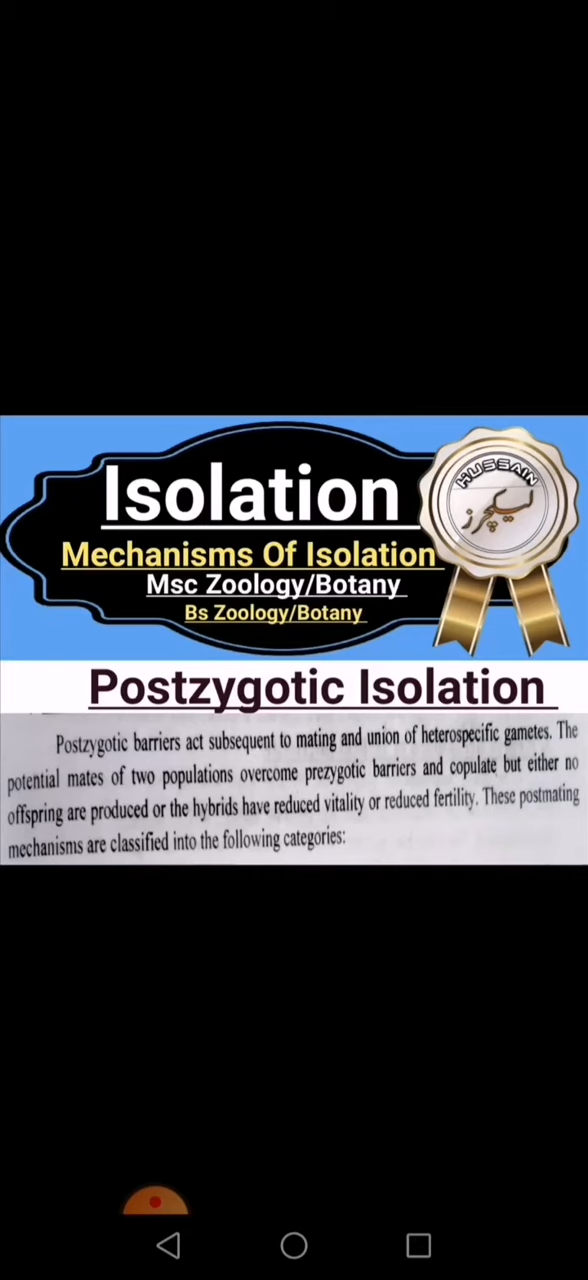 Isolation
HUSSAIN
لیکچرز
Mechanisms Of Isolation
Msc Zoology/Botany
Bs Zoology/Botany
Postzygotic Isolation
Postzygotic barriers act subsequent to mating and union of heterospecific gametes. The
potential mates of two populations overcome prezygotic barriers and copulate but either no
offspring are produced or the hybrids have reduced vitality or reduced fertility. These postmating
mechanisms are classified into the following categories: